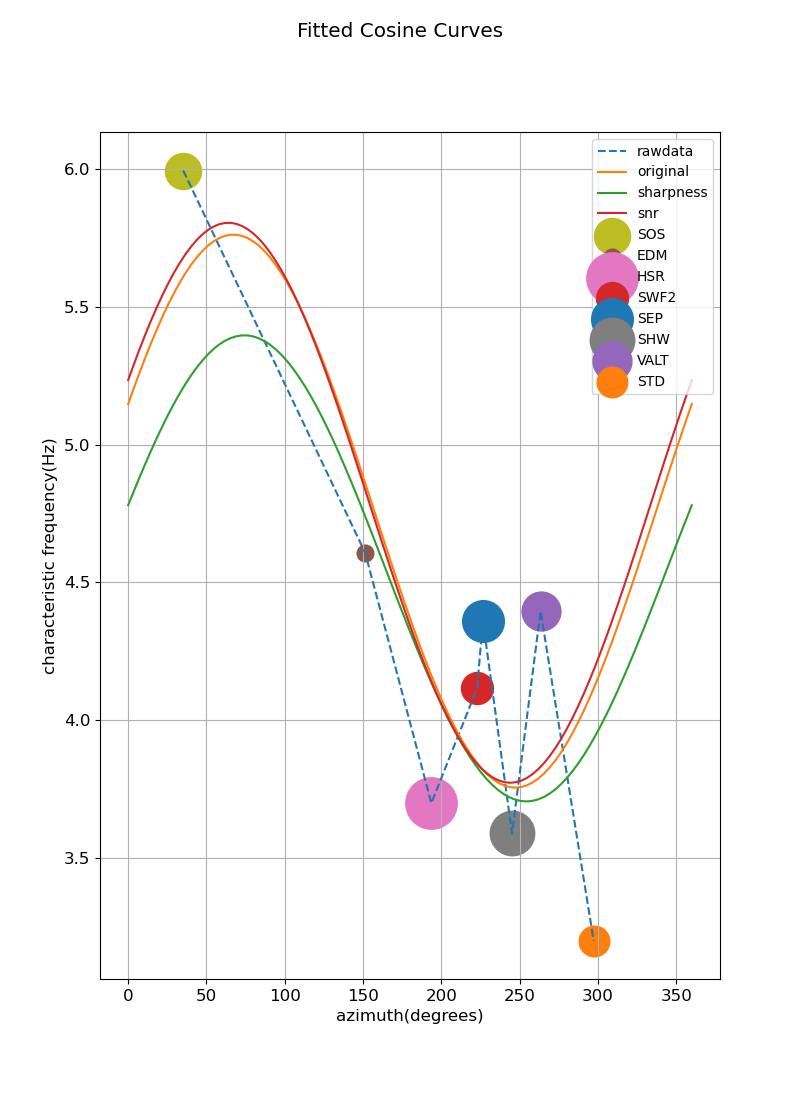 Fitted Cosine Curves
6.0
5.5
5.0
4.5
4.0
3.5
characteristic frequency(Hz)
rawdata
original
sharpness
snr
SOS
EDM
HSR
SWF2
SEP
SHW
VALT
STD
0 50 100 150 200 250 300 350
azimuth(degrees)